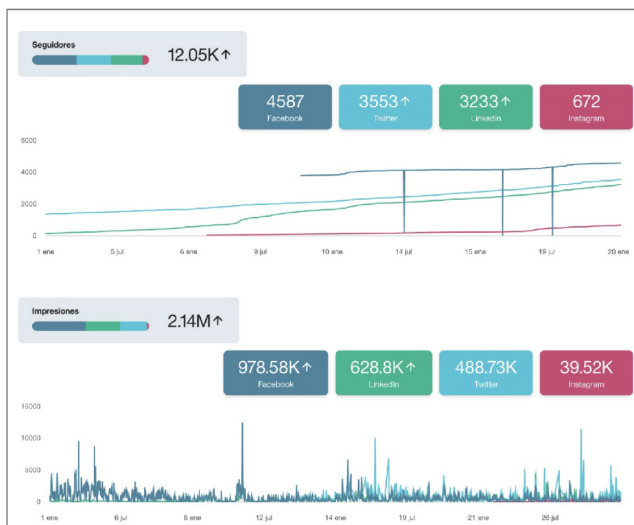 Seguidores
12.05K ↑
4587 3553 ↑ 3233 ↑ 672
Facebook Twitter LinkedIn Instagram
6000
4000
2000
0
1 ene 5 jul 6 ene 9 jul 10 ene 14 jul 15 ene 19 jul 20 ene
Impresiones
2.14M ↑
978.58K ↑ 628.8K ↑ 488.73K 39.52K
Facebook LinkedIn Twitter Instagram
15000
10000
5000
0
1 ene 6 jul 8 ene 12 jul 14 ene 19 jul 21 ene 26 jul